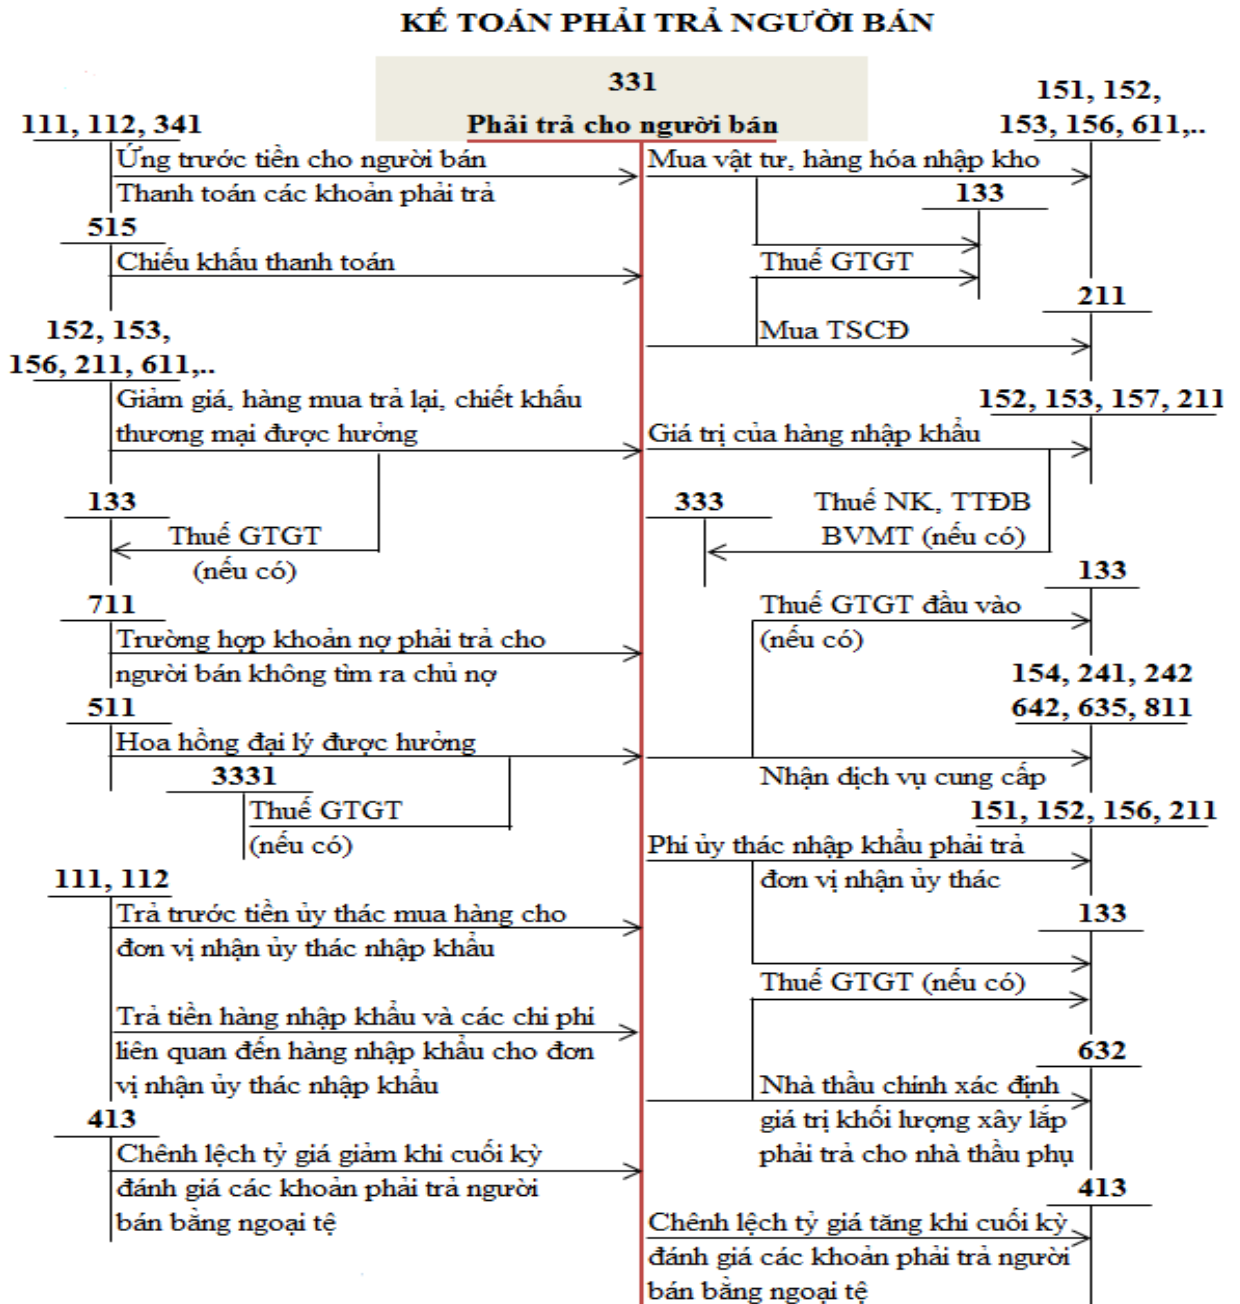 KẾ TOÁN PHẢI TRẢ NGƯỜI BÁN
331
Phải trả cho người bán
111, 112, 341
Ứng trước tiền cho người bán
Thanh toán các khoản phải trả
515
Chiếu khấu thanh toán
152, 153,
156, 211, 611,..
Giảm giá, hàng mua trả lại, chiết khấu
thương mại được hưởng
133
Thuế GTGT
(nếu có)
711
Trường hợp khoản nợ phải trả cho
người bán không tìm ra chủ nợ
511
Hoa hồng đại lý được hưởng
3331
Thuế GTGT
(nếu có)
111, 112
Trả trước tiền ủy thác mua hàng cho
đơn vị nhận ủy thác nhập khẩu
Trả tiền hàng nhập khẩu và các chi phí
liên quan đến hàng nhập khẩu cho đơn
vị nhận ủy thác nhập khẩu
413
Chênh lệch tỷ giá giảm khi cuối kỳ
đánh giá các khoản phải trả người
bán bằng ngoại tệ
151, 152,
153, 156, 611,..
Mua vật tư, hàng hóa nhập kho
133
Thuế GTGT
211
Mua TSCĐ
152, 153, 157, 211
Giá trị của hàng nhập khẩu
333
Thuế NK, TTĐB
BVMT (nếu có)
133
Thuế GTGT đầu vào
(nếu có)
154, 241, 242
642, 635, 811
Nhận dịch vụ cung cấp
151, 152, 156, 211
Phí ủy thác nhập khẩu phải trả
đơn vị nhận ủy thác
133
Thuế GTGT (nếu có)
632
Nhà thầu chính xác định
giá trị khối lượng xây lắp
phải trả cho nhà thầu phụ
413
Chênh lệch tỷ giá tăng khi cuối kỳ
đánh giá các khoản phải trả người
bán bằng ngoại tệ